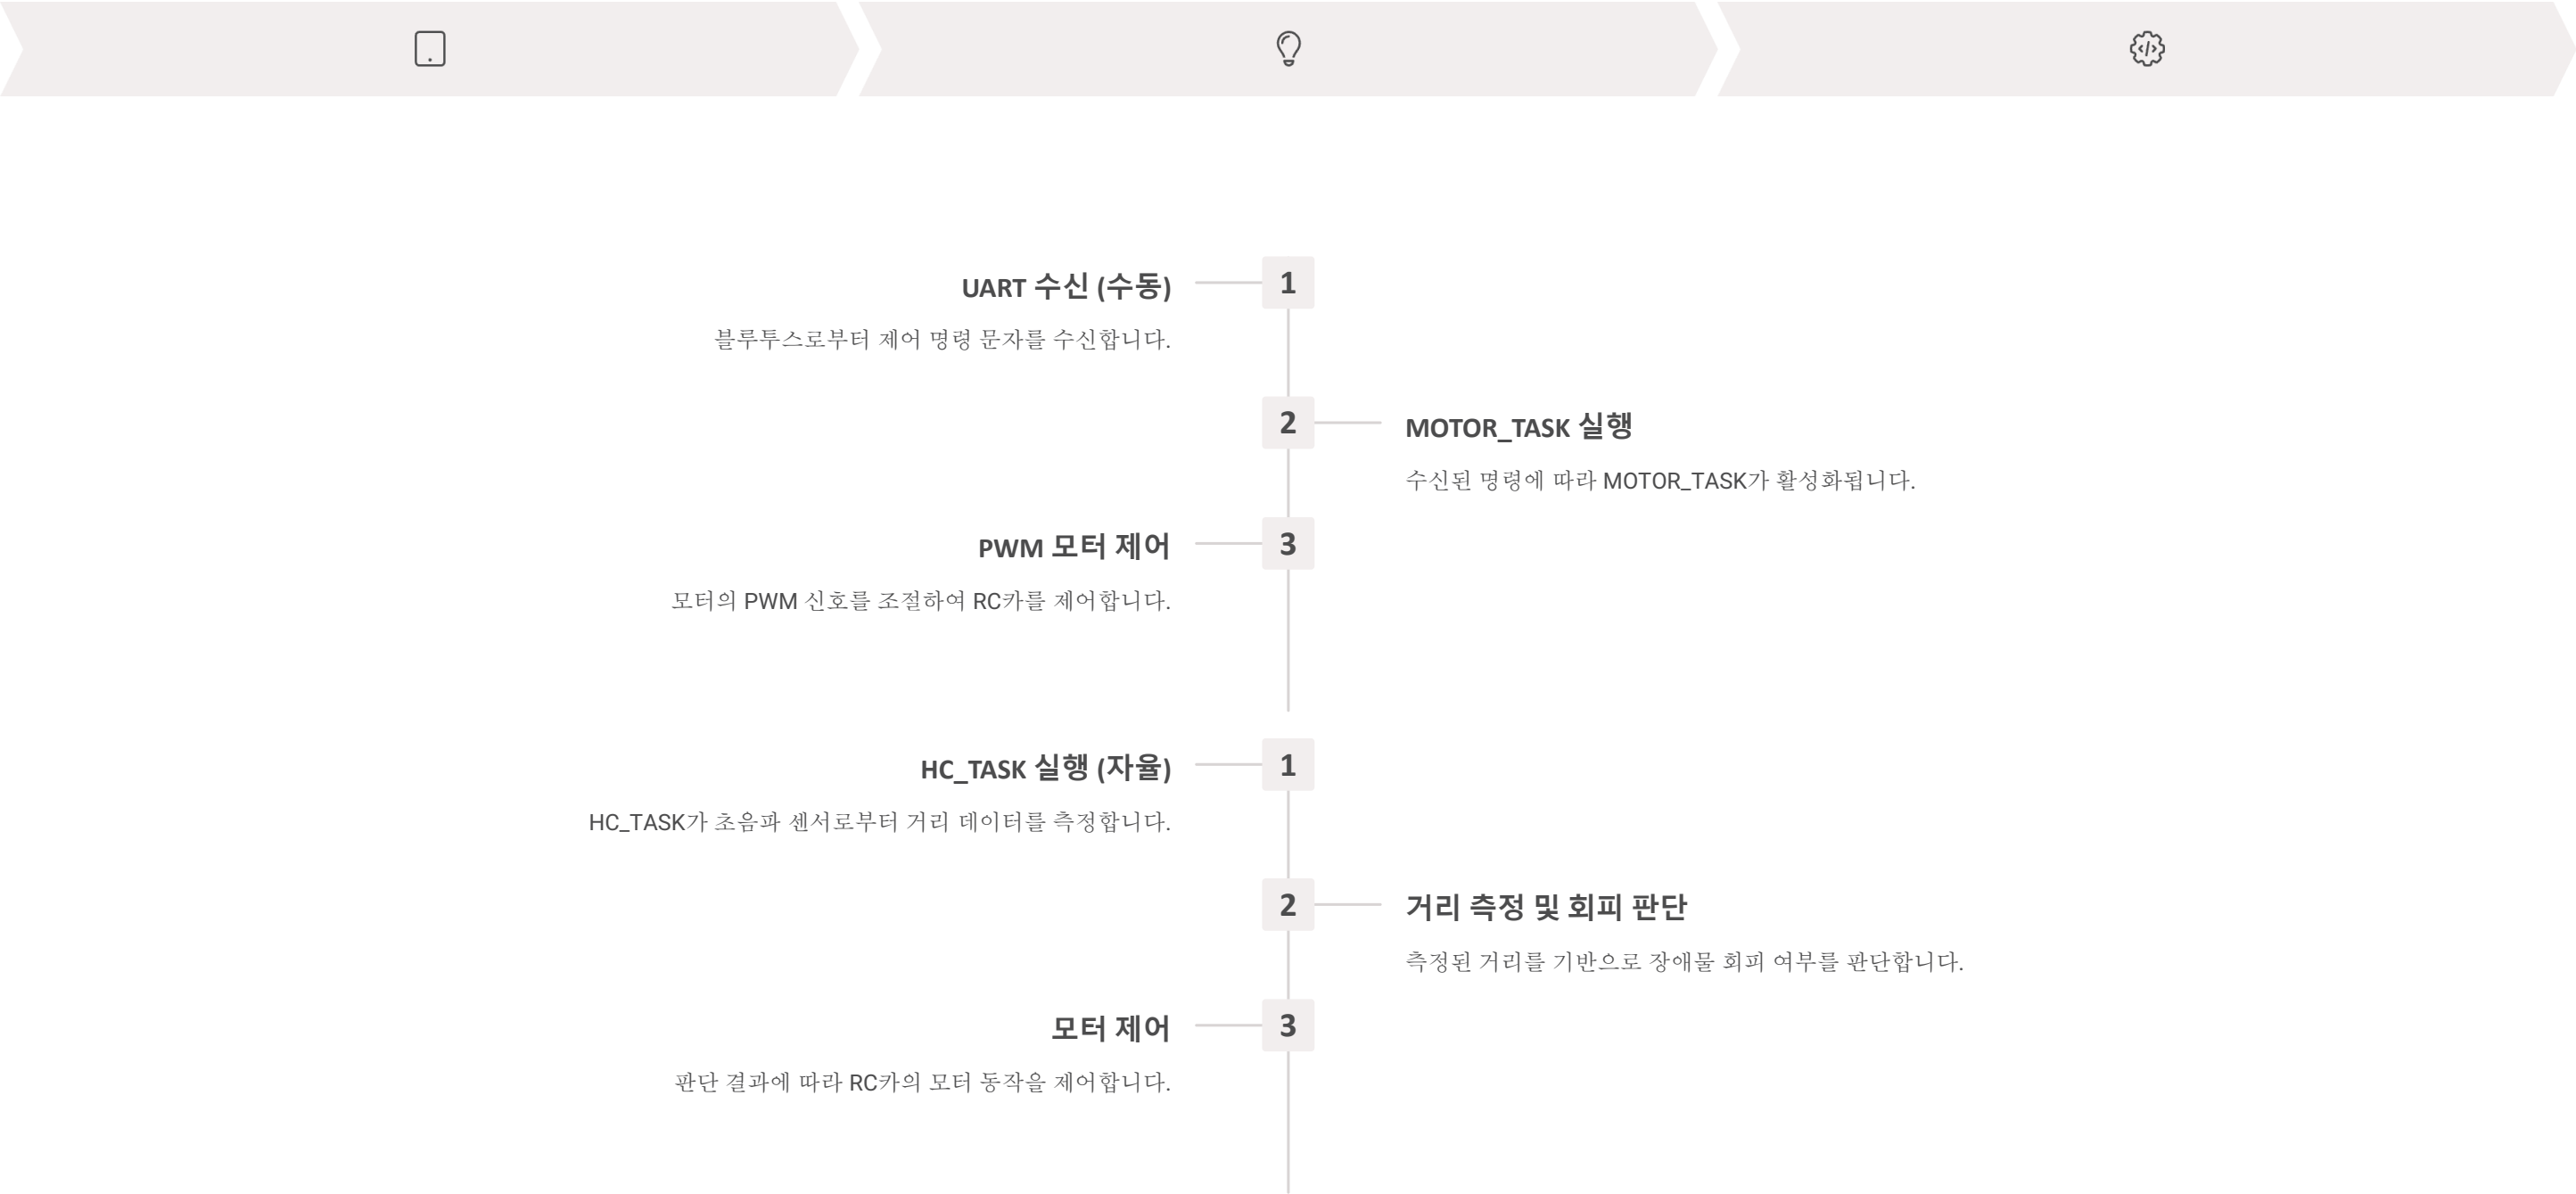 1
UART 수신 (수동)
블루투스로부터 제어 명령 문자를 수신합니다.
2
MOTOR_TASK 실행
수신된 명령에 따라 MOTOR_TASK가 활성화됩니다.
3
PWM 모터 제어
모터의 PWM 신호를 조절하여 RC카를 제어합니다.
1
HC_TASK 실행 (자율)
HC_TASK가 초음파 센서로부터 거리 데이터를 측정합니다.
2
거리 측정 및 회피 판단
측정된 거리를 기반으로 장애물 회피 여부를 판단합니다.
3
모터 제어
판단 결과에 따라 RC카의 모터 동작을 제어합니다.